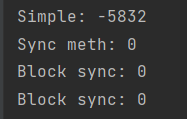 Simple: -5832
Sync meth: 0
Block sync: 0
Block sync: 0